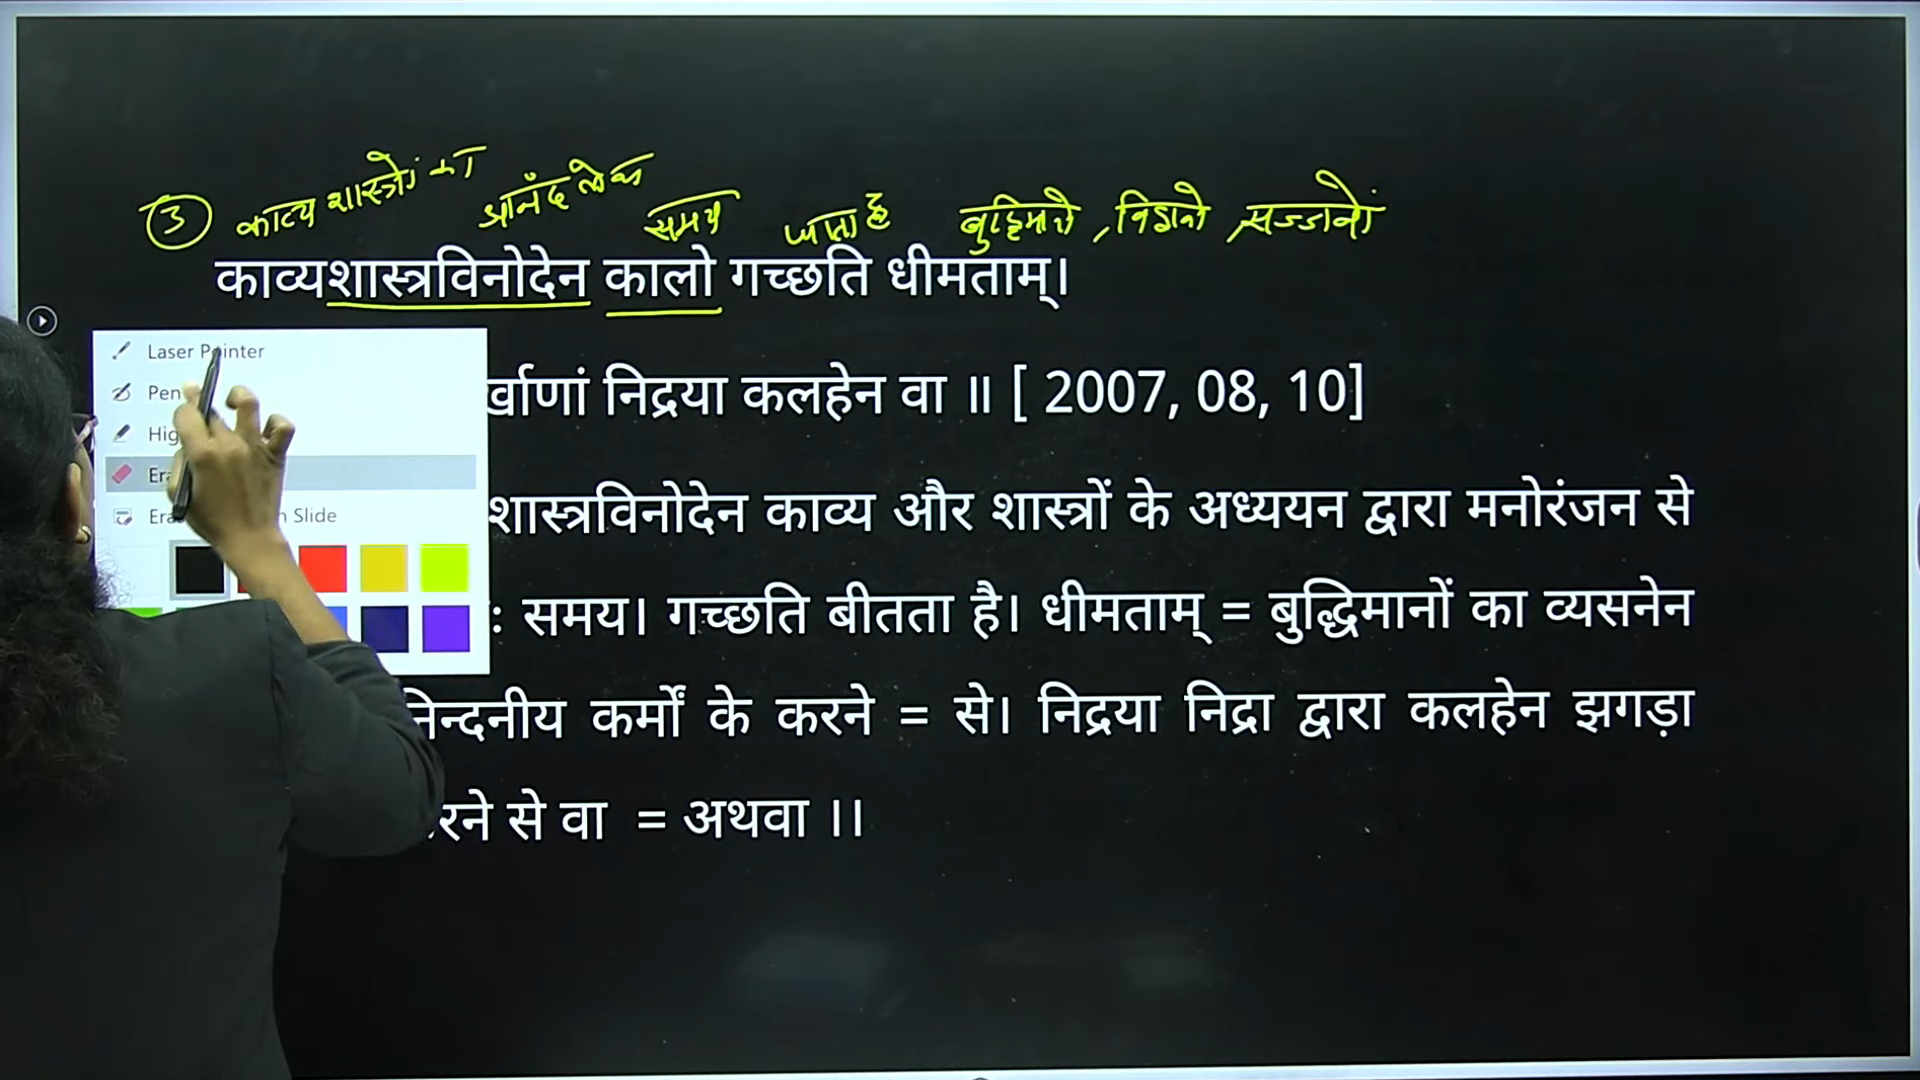 3 काव्य शास्त्रों का आनँद लेकर समय जाता है बुद्धिमानो, विद्वानो, सज्जानों
काव्यशास्त्रविनोदेन कालो गच्छति धीमताम्।
Laser Pointer
र्खाणां निद्रया कलहेन वा ॥ [ 2007, 08, 10]
Pen
शास्त्रविनोदेन काव्य और शास्त्रों के अध्ययन द्वारा मनोरंजन से
Slide
ः समय। गच्छति बीतता है। धीमताम् = बुद्धिमानों का व्यसनेन
निन्दनीय कर्मों के करने = से। निद्रया निद्रा द्वारा कलहेन झगड़ा
रने से वा = अथवा ।।